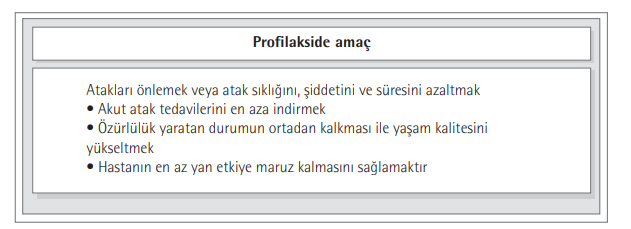 Profilakside amaç
Atakları önlemek veya atak sıklığını, şiddetini ve süresini azaltmak
• Akut atak tedavilerini en aza indirmek
• Özürlülük yaratan durumun ortadan kalkması ile yaşam kalitesini
yükseltmek
• Hastanın en az yan etkiye maruz kalmasını sağlamaktır